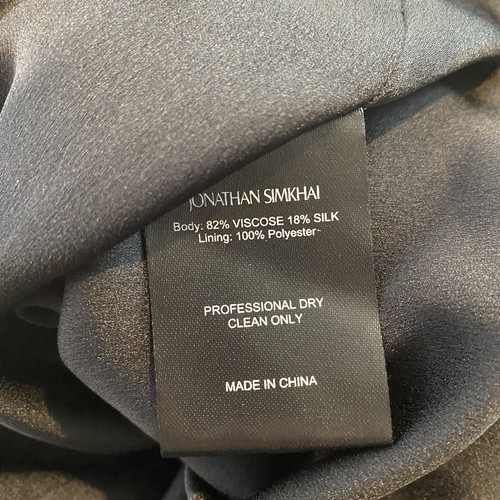 JONATHAN SIMKHAI
Body: 82% VISCOSE 18% SILK
Lining: 100% Polyester
PROFESSIONAL DRY
CLEAN ONLY
MADE IN CHINA